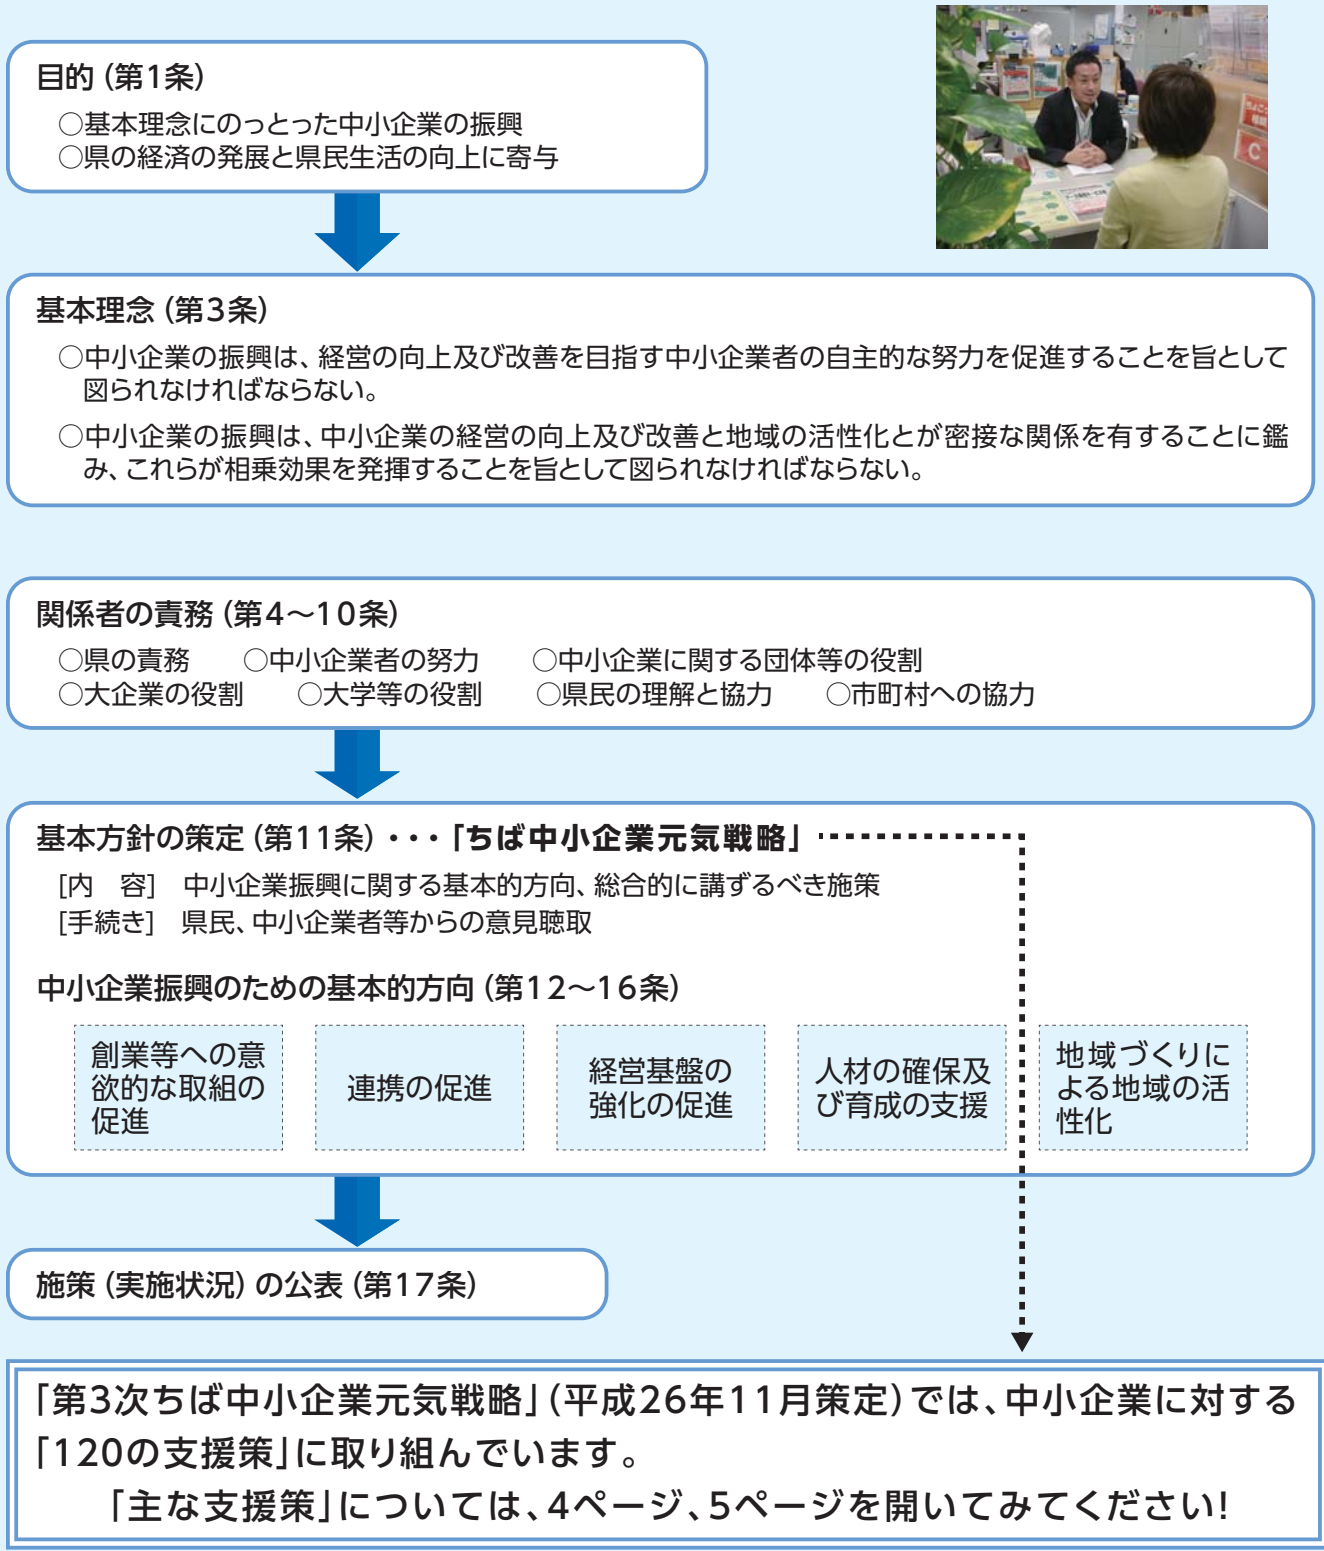 目的（第1条）
○基本理念にのっとった中小企業の振興
○県の経済の発展と県民生活の向上に寄与
基本理念（第3条）
○中小企業の振興は、経営の向上及び改善を目指す中小企業者の自主的な努力を促進することを旨として
図られなければならない。
○中小企業の振興は、中小企業の経営の向上及び改善と地域の活性化とが密接な関係を有することに鑑
み、これらが相乗効果を発揮することを旨として図られなければならない。
関係者の責務（第4～10条）
○県の責務　○中小企業者の努力　○中小企業に関する団体等の役割
○大企業の役割　○大学等の役割　○県民の理解と協力　○市町村への協力
基本方針の策定（第11条）・・・「ちば中小企業元気戦略」
[内　容]　中小企業振興に関する基本的方向、総合的に講ずるべき施策
[手続き]　県民、中小企業者等からの意見聴取
中小企業振興のための基本的方向（第12～16条）
創業等への意
欲的な取組の
促進
連携の促進
経営基盤の
強化の促進
人材の確保及
び育成の支援
地域づくりに
よる地域の活
性化
施策（実施状況）の公表（第17条）
「第3次ちば中小企業元気戦略」（平成26年11月策定）では、中小企業に対する
「120の支援策」に取り組んでいます。
「主な支援策」については、4ページ、5ページを開いてみてください!